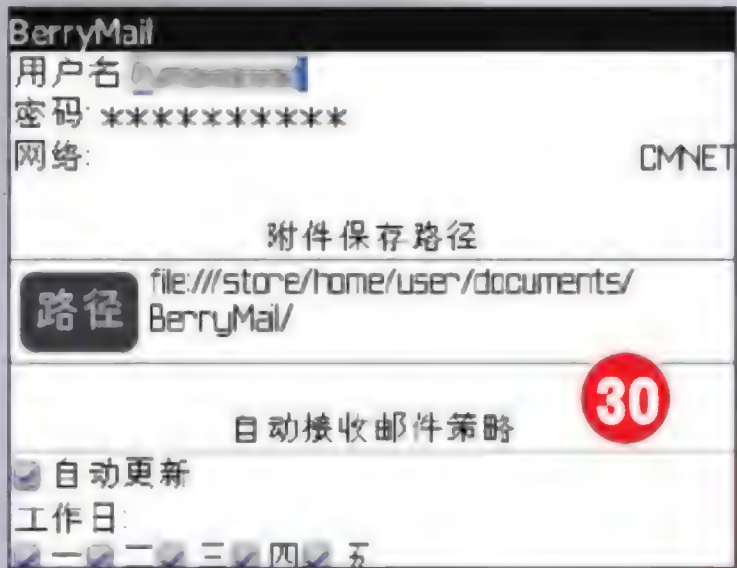 BerryMail
用户名
密码: **********
网络: CMNET
附件保存路径
路径 file:///store/home/user/documents/
BerryMail/
30
自动接收邮件策略
自动更新
工作日:
一 二 三 四 五